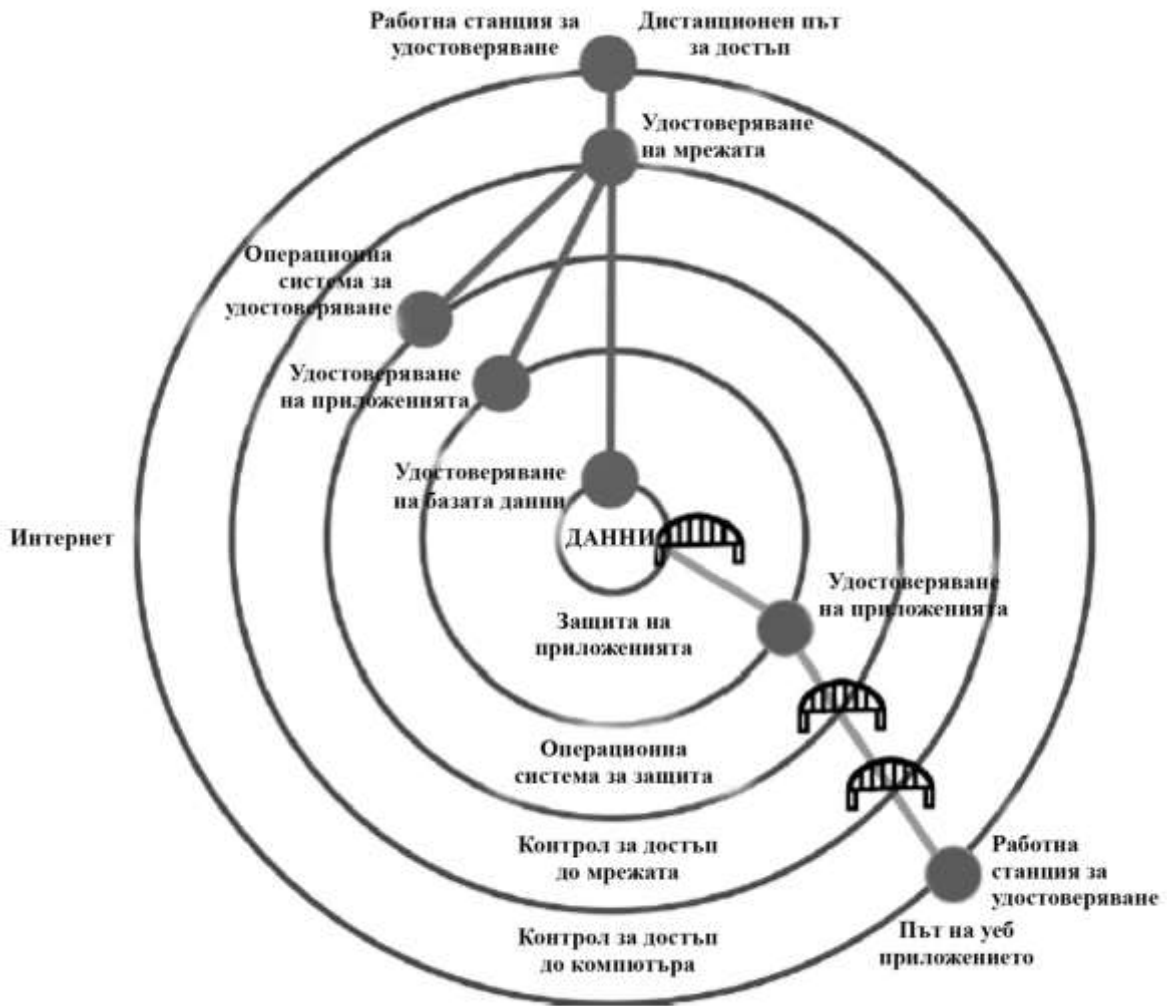 Работна станция за
удостоверяване
Дистанционен път
за достъп
Удостоверяване
на мрежата
Операционна
система за
удостоверяване
Удостоверяване
на приложенията
Удостоверяване
на базата данни
Интернет
ДАННИ
Удостоверяване
на приложенията
Защита на
приложенията
Операционна
система за защита
Контрол за достъп
до мрежата
Работна
станция за
удостоверяване
Път на уеб
приложението
Контрол за достъп
до компютъра